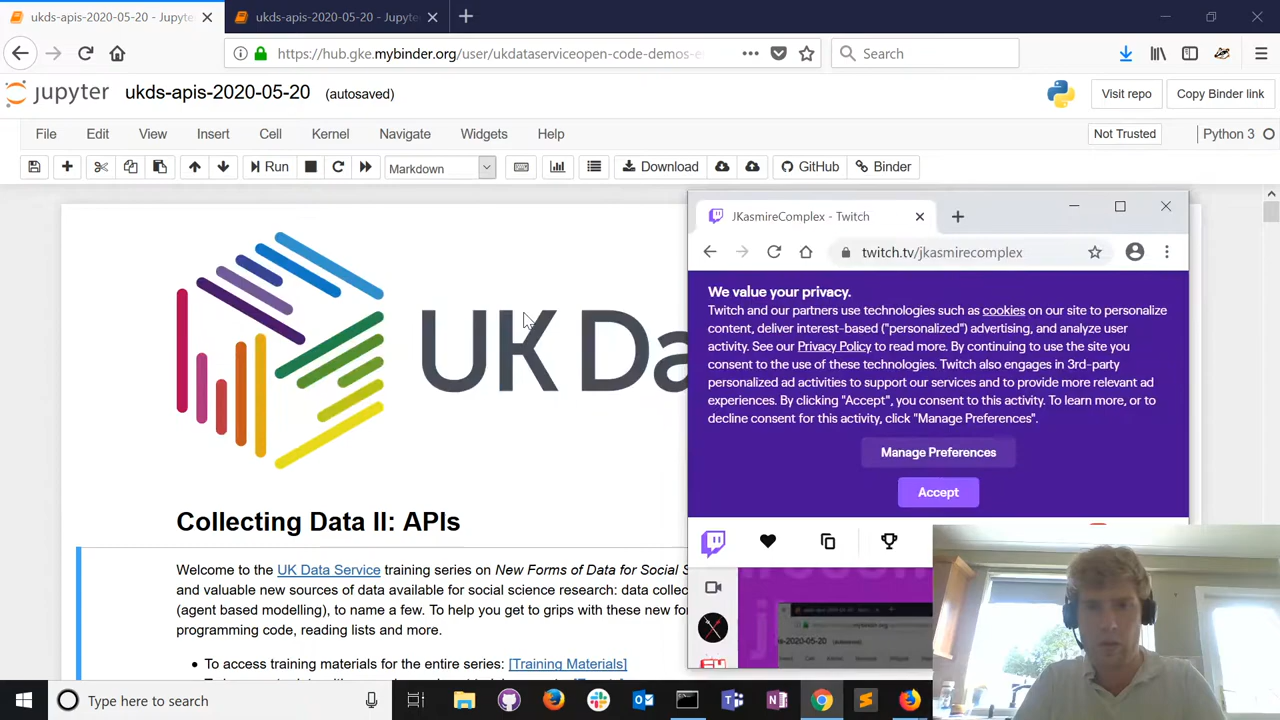 ukds-apis-2020-05-20 - Jupyte
ukds-apis-2020-05-20 - Jupyte
https://hub.gke.mybinder.org/user/ukdataserviceopen-code-demos-e
Search
jupyter ukds-apis-2020-05-20 (autosaved)
Visit repo
Copy Binder link
File Edit View Insert Cell Kernel Navigate Widgets Help
Not Trusted
Python 3
Run
Markdown
Download
GitHub
Binder
UK Da
Collecting Data II: APIs
Welcome to the UK Data Service training series on New Forms of Data for Social S
and valuable new sources of data available for social science research: data collec
(agent based modelling), to name a few. To help you get to grips with these new for
programming code, reading lists and more.
To access training materials for the entire series: [Training Materials]
JKasmireComplex - Twitch
twitch.tv/jkasmirecomplex
We value your privacy.
Twitch and our partners use technologies such as cookies on our site to personalize
content, deliver interest-based ("personalized") advertising, and analyze user
activity. See our Privacy Policy to read more. By continuing to use the site you
consent to the use of these technologies. Twitch also engages in 3rd-party
personalized ad activities to support our services and to provide more relevant ad
experiences. By clicking "Accept", you consent to this activity. To learn more, or to
decline consent for this activity, click "Manage Preferences".
Manage Preferences
Accept
Type here to search